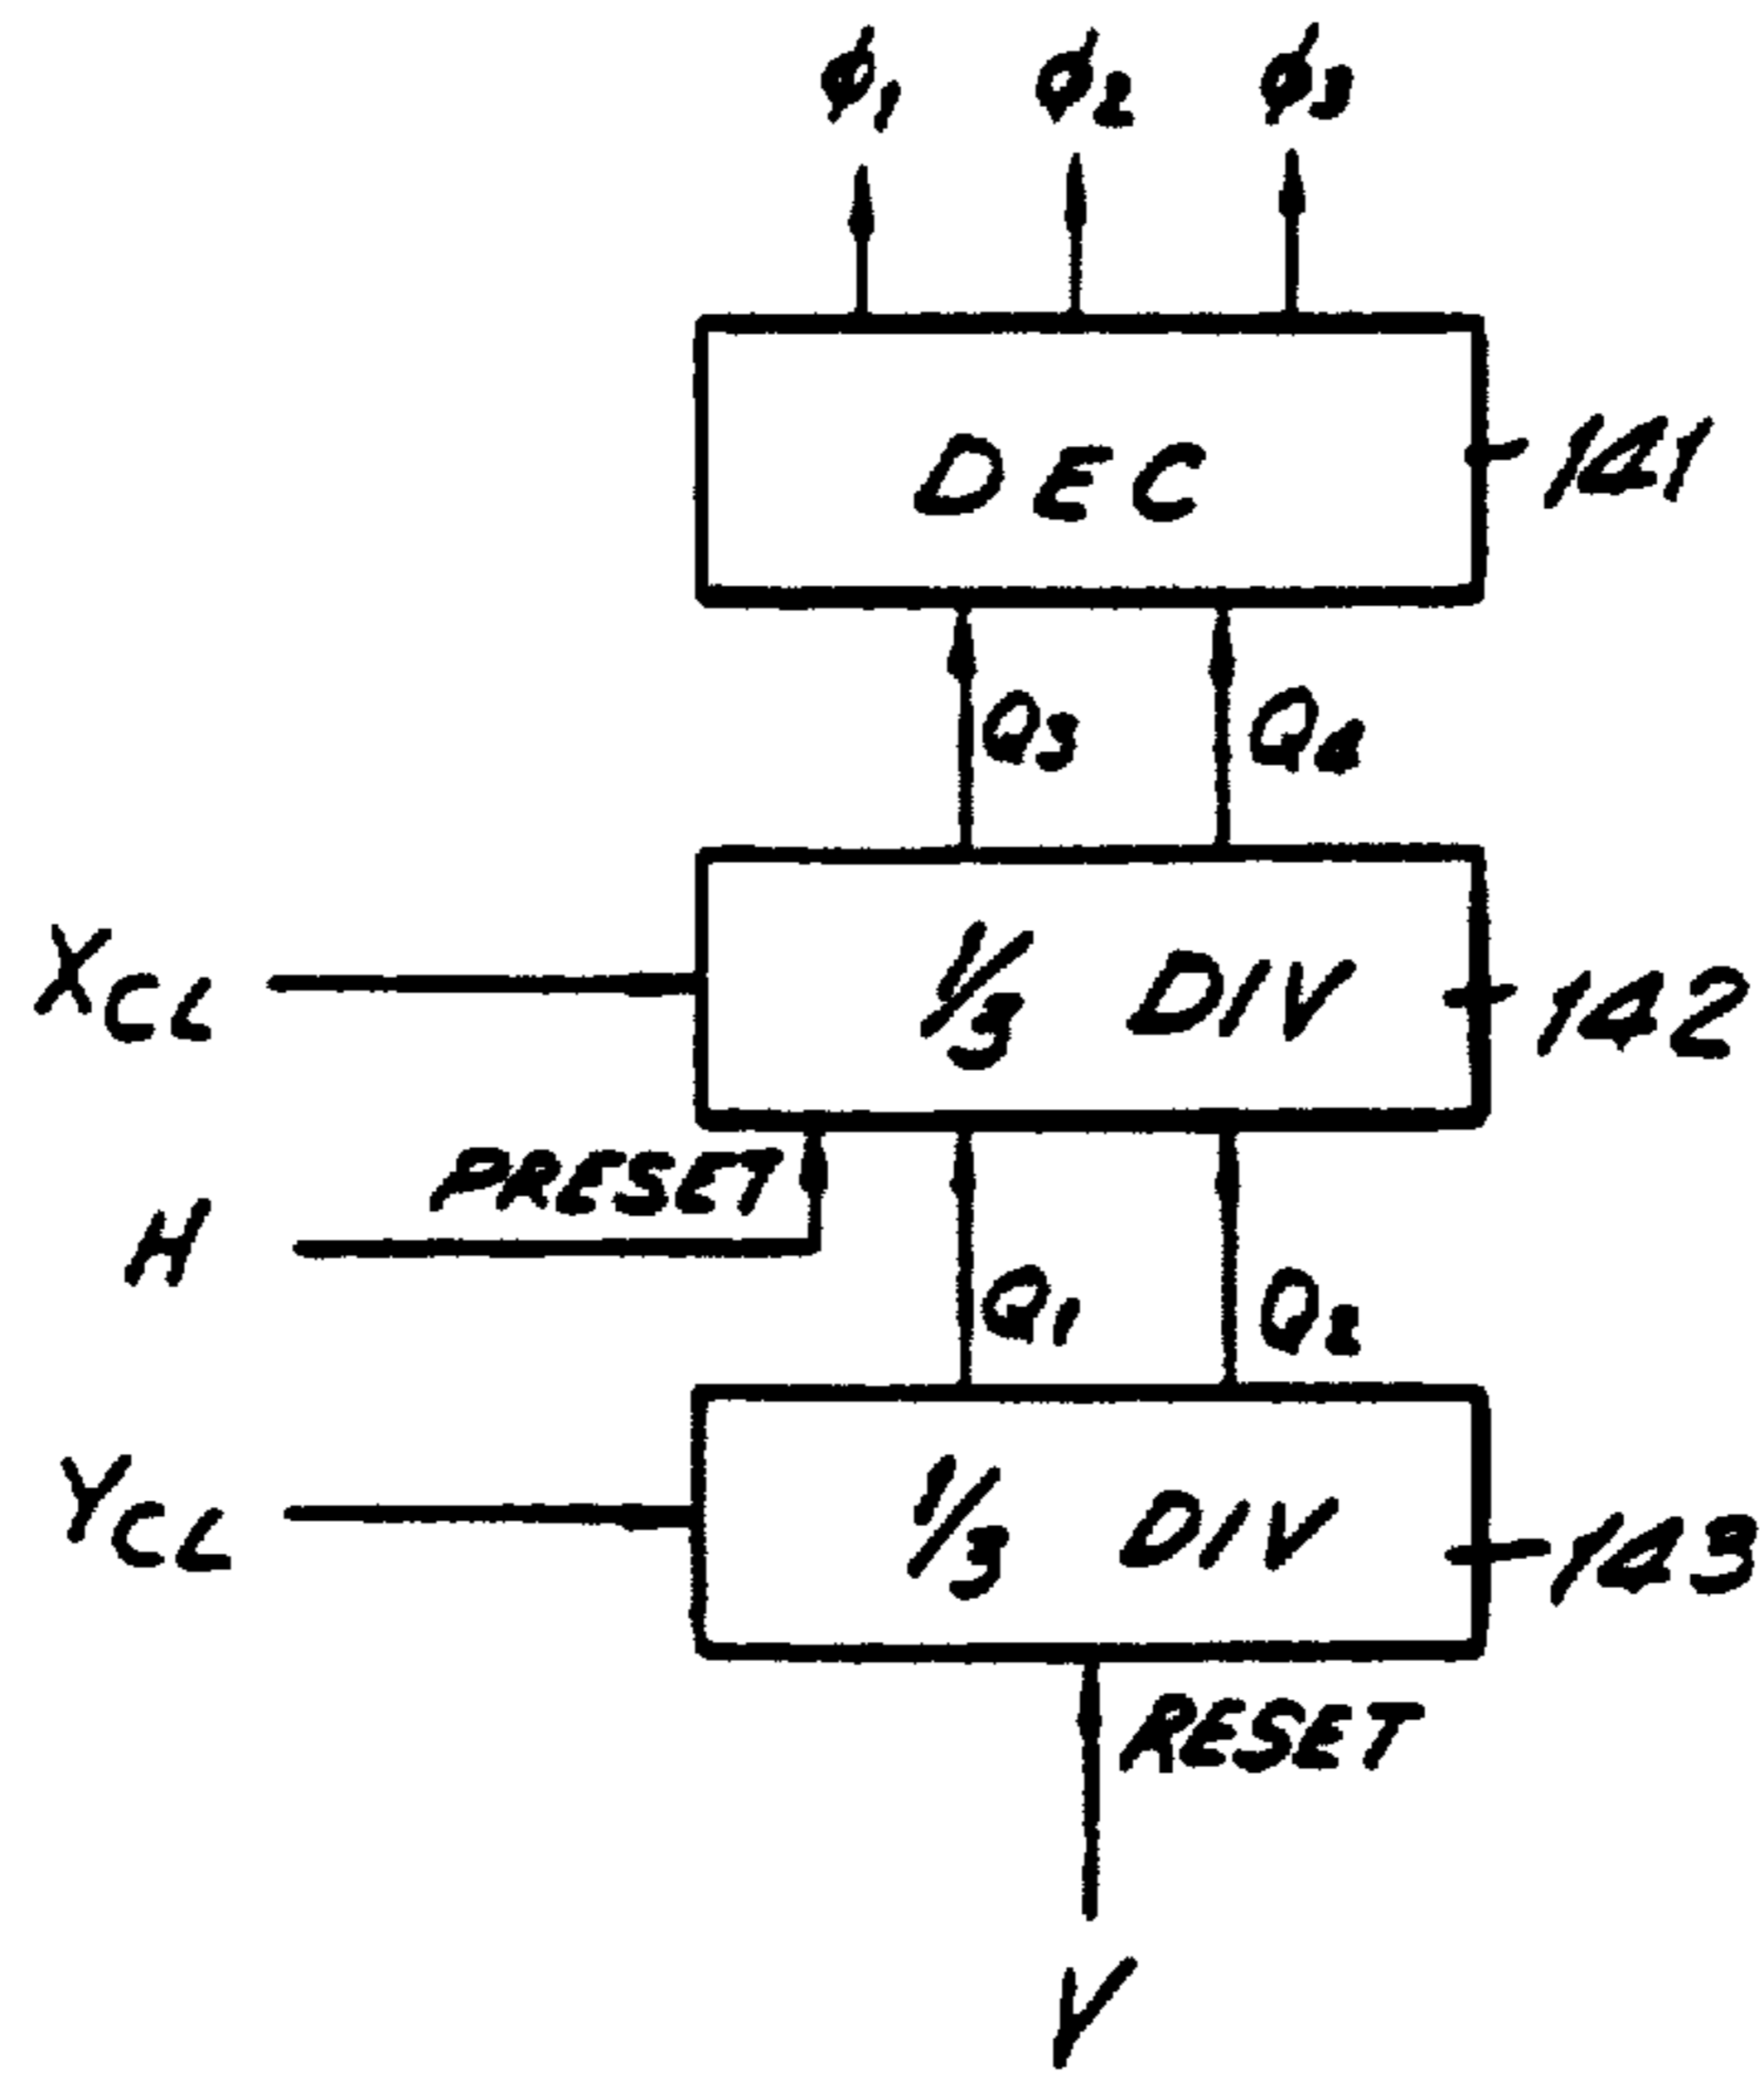 ϕ1 ϕ2 ϕ3
DEC 141
Q3 Q4
XCL 1/3 DIV 142
PRESET
H
Q1 Q2
YCL 1/3 DIV 143
RESET
V